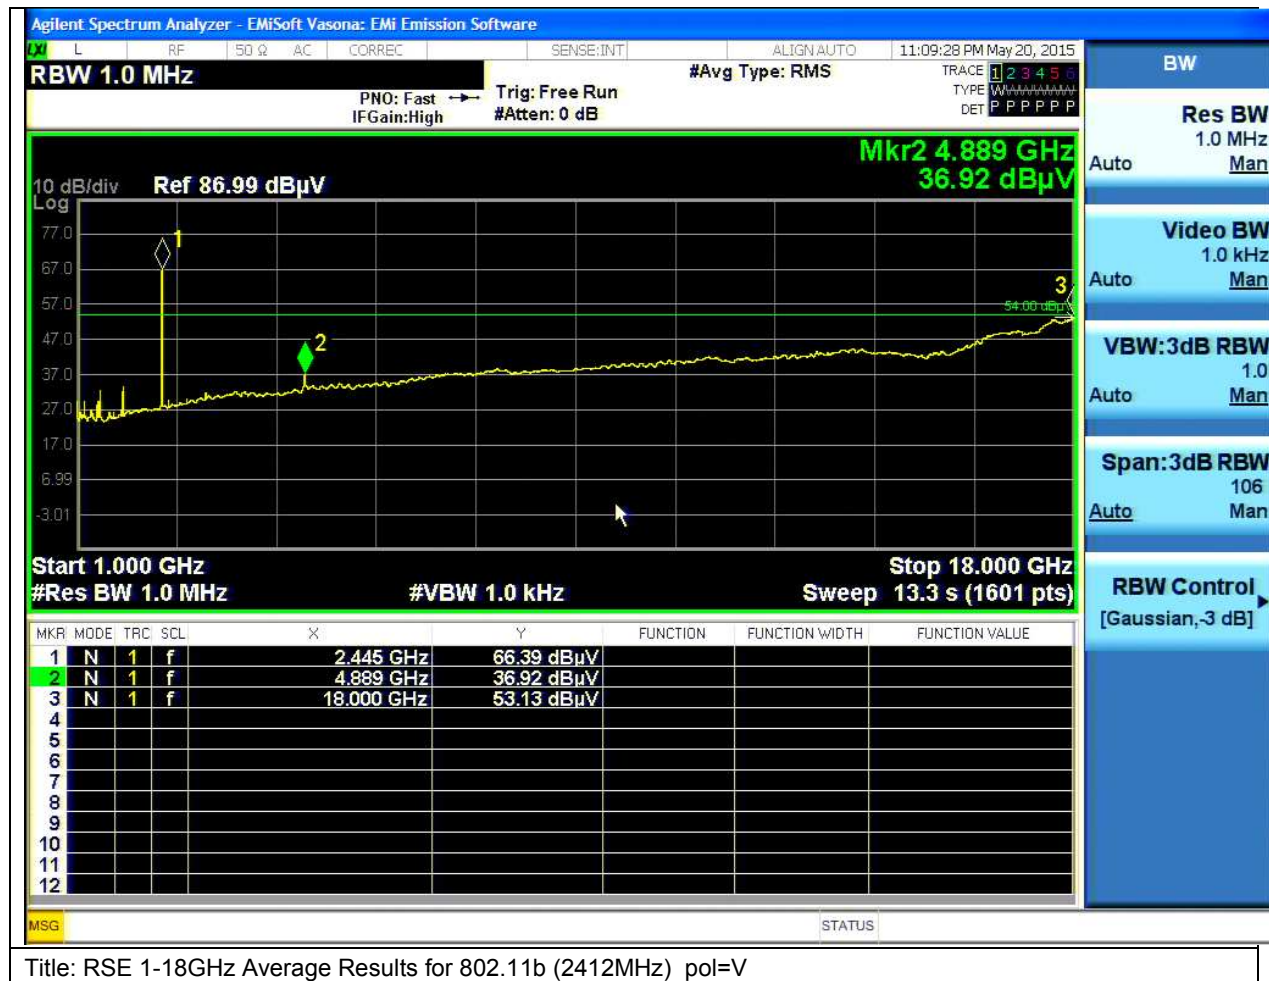 Agilent Spectrum Analyzer - EMiSoft Vasona: EMi Emission Software
LXI L RF 50 Ω AC CORREC SENSE:INT ALIGN AUTO 11:09:28 PM May 20, 2015
RBW 1.0 MHz
PNO: Fast
IFGain:High
Trig: Free Run
#Atten: 0 dB
#Avg Type: RMS
TRACE 1 2 3 4 5 6
TYPE WWWWWW
DET P P P P P P
Mkr2 4.889 GHz
36.92 dBµV
10 dB/div Ref 86.99 dBµV
Log
77.0
67.0
57.0
47.0
37.0
27.0
17.0
6.99
-3.01
1
2
3
54.00 dBµV
Start 1.000 GHz Stop 18.000 GHz
#Res BW 1.0 MHz #VBW 1.0 kHz Sweep 13.3 s (1601 pts)
MKR MODE TRC SCL X Y FUNCTION FUNCTION WIDTH FUNCTION VALUE
1 N 1 f 2.445 GHz 66.39 dBµV
2 N 1 f 4.889 GHz 36.92 dBµV
3 N 1 f 18.000 GHz 53.13 dBµV
4
5
6
7
8
9
10
11
12
MSG STATUS
BW
Res BW
1.0 MHz
Auto Man
Video BW
1.0 kHz
Auto Man
VBW:3dB RBW
1.0
Auto Man
Span:3dB RBW
106
Auto Man
RBW Control
[Gaussian,-3 dB]
Title: RSE 1-18GHz Average Results for 802.11b (2412MHz) pol=V